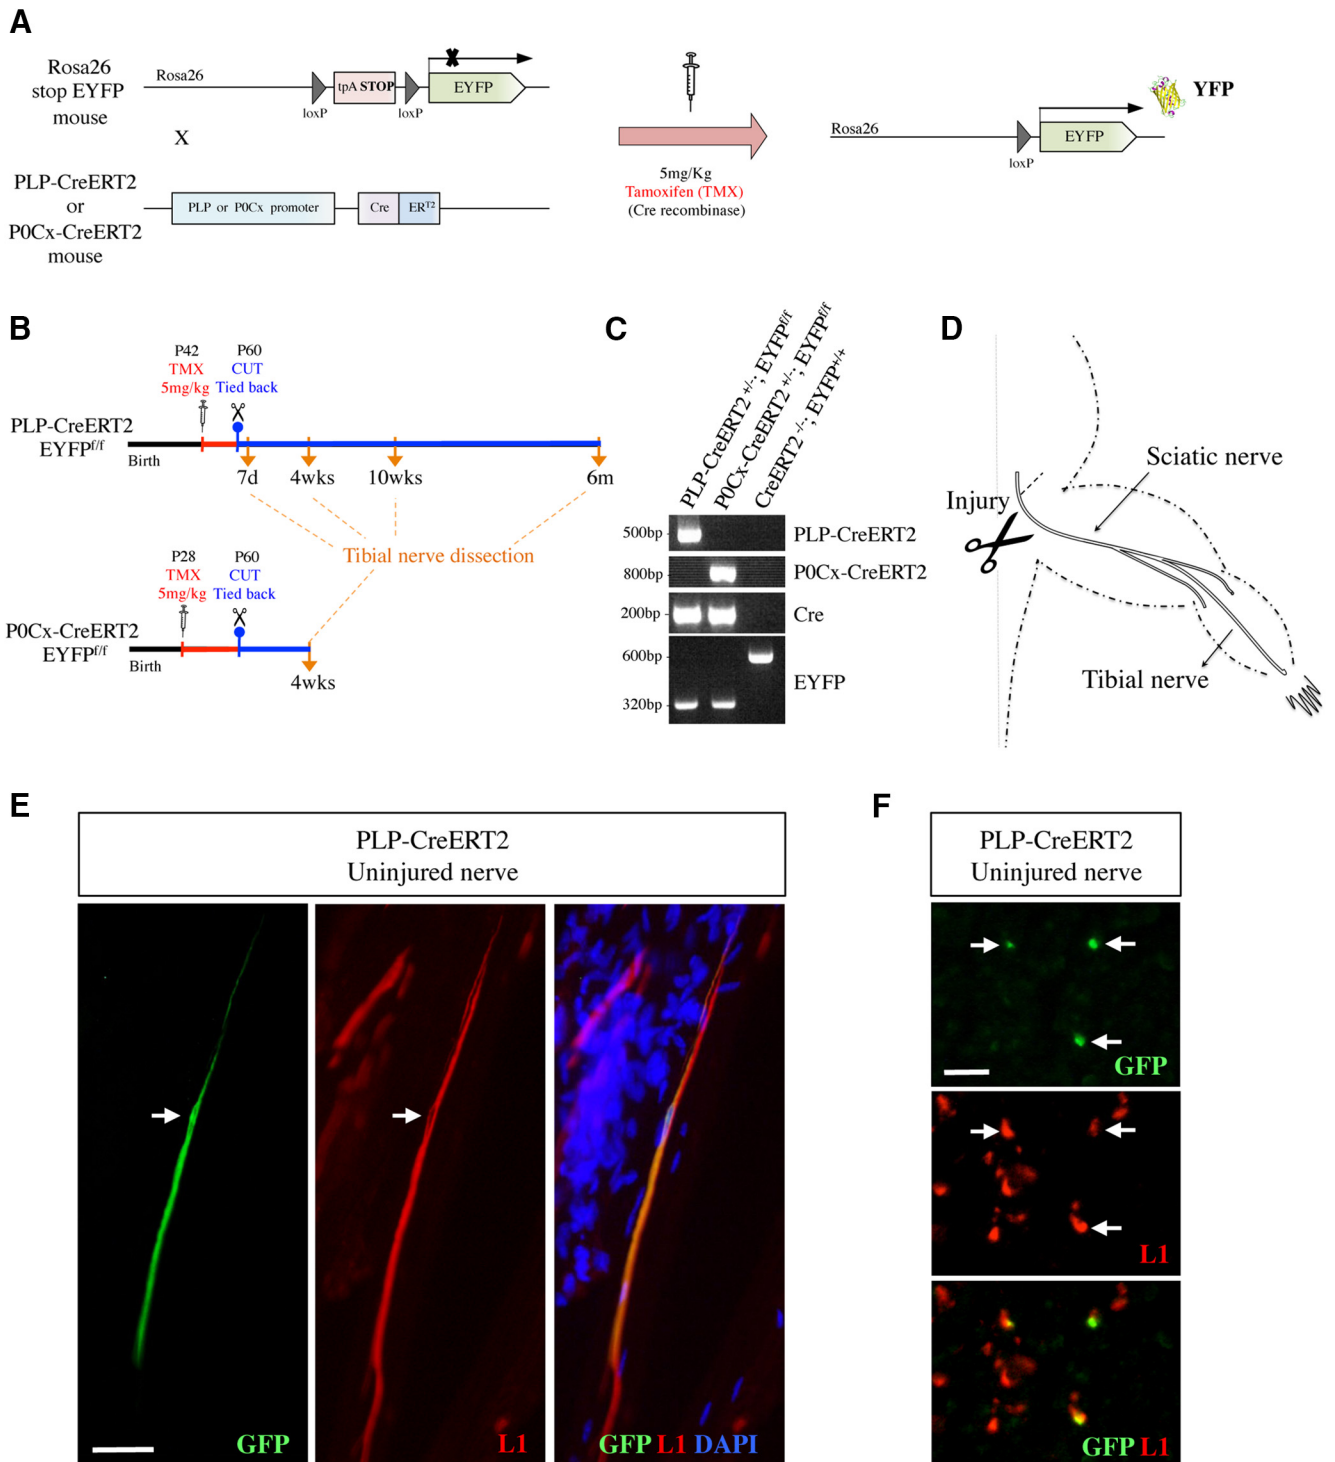 A
Rosa26
stop EYFP
mouse
X
PLP-CreERT2
or
P0Cx-CreERT2
mouse
Rosa26
loxP
tpA STOP
loxP
EYFP
PLP or P0Cx promoter
Cre
ERT2
5mg/Kg
Tamoxifen (TMX)
(Cre recombinase)
Rosa26
loxP
EYFP
YFP
B
P42
TMX
5mg/kg
P60
CUT
Tied back
PLP-CreERT2
EYFPf/f
Birth
7d
4wks
10wks
6m
Tibial nerve dissection
P28
TMX
5mg/kg
P60
CUT
Tied back
P0Cx-CreERT2
EYFPf/f
Birth
4wks
C
PLP-CreERT2+/-; EYFPf/f
P0Cx-CreERT2+/-; EYFPf/f
CreERT2-/-; EYFP+/+
500bp
PLP-CreERT2
800bp
P0Cx-CreERT2
200bp
Cre
600bp
EYFP
320bp
D
Sciatic nerve
Injury
Tibial nerve
E
PLP-CreERT2
Uninjured nerve
GFP
L1
GFP L1 DAPI
F
PLP-CreERT2
Uninjured nerve
GFP
L1
GFP L1